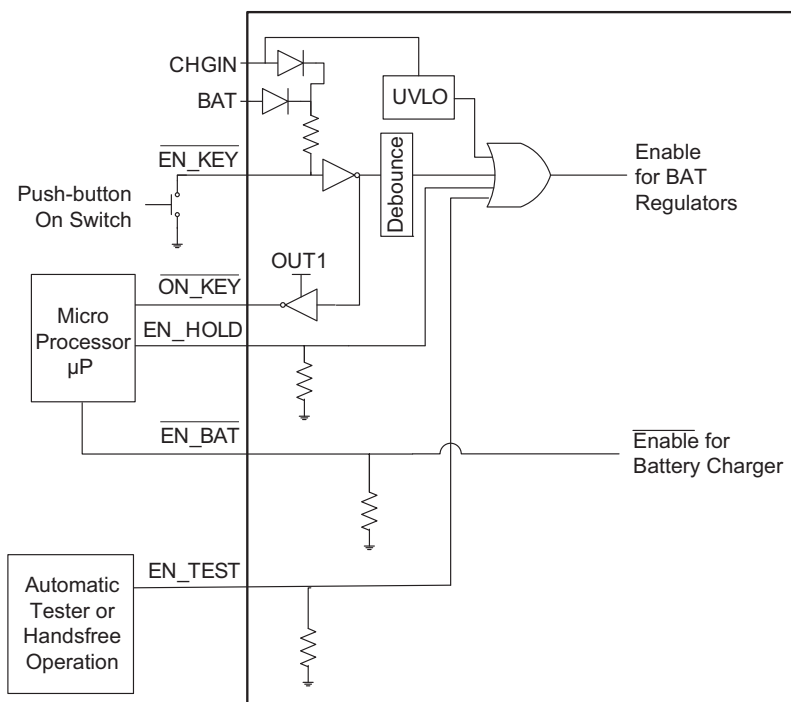 CHGIN
BAT
UVLO
EN_KEY
Debounce
Enable
for BAT
Regulators
Push-button
On Switch
OUT1
ON_KEY
EN_HOLD
Micro
Processor
µP
EN_BAT
Enable for
Battery Charger
EN_TEST
Automatic
Tester or
Handsfree
Operation